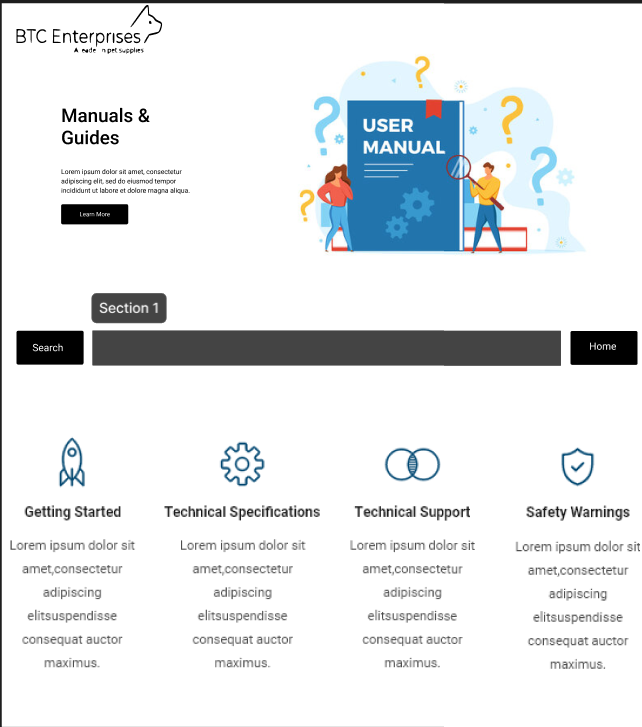 BTC Enterprises
A leade in pet supplies
Manuals &
Guides
Lorem ipsum dolor sit amet, consectetur
adipiscing elit, sed do eiusmod tempor
incididunt ut labore et dolore magna aliqua.
Learn More
USER
MANUAL
Section 1
Search
Home
Getting Started
Lorem ipsum dolor sit
amet,consectetur
adipiscing
elitsuspendisse
consequat auctor
maximus.
Technical Specifications
Lorem ipsum dolor sit
amet,consectetur
adipiscing
elitsuspendisse
consequat auctor
maximus.
Technical Support
Lorem ipsum dolor sit
amet,consectetur
adipiscing
elitsuspendisse
consequat auctor
maximus.
Safety Warnings
Lorem ipsum dolor sit
amet,consectetur
adipiscing
elitsuspendisse
consequat auctor
maximus.